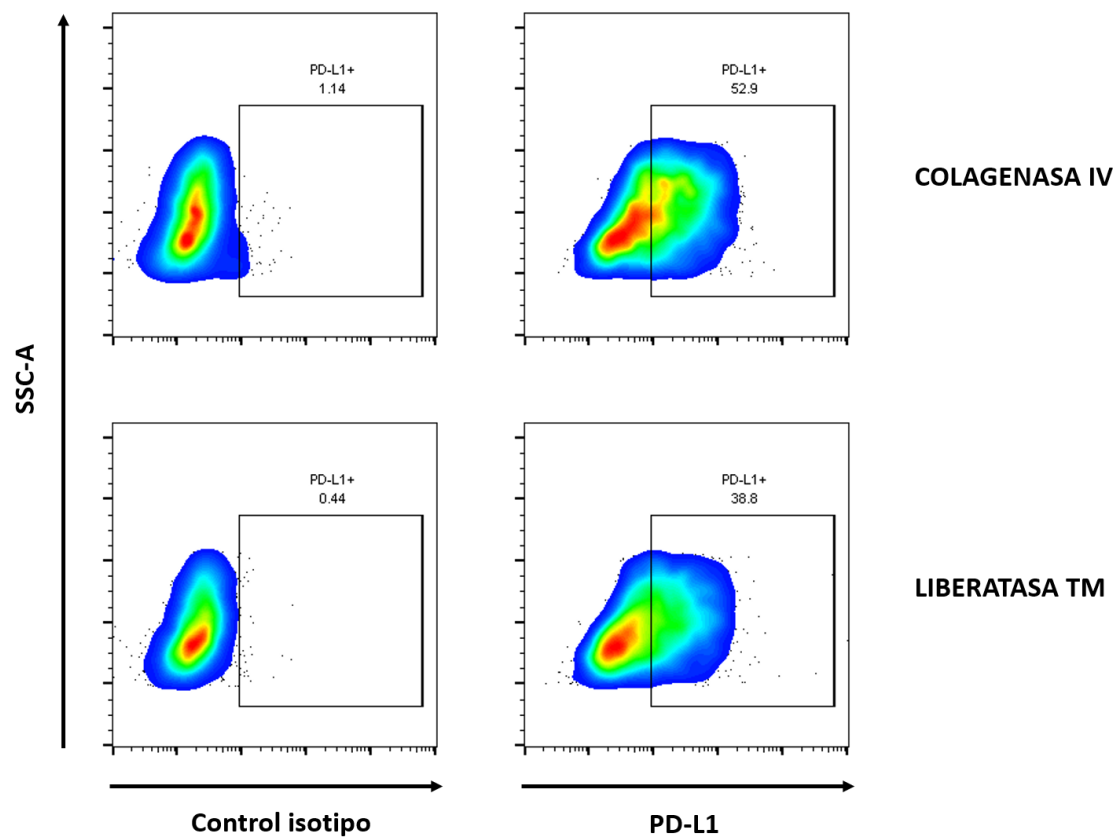 PD-L1+
1.14
PD-L1+
52.9
COLAGENASA IV
SSC-A
PD-L1+
0.44
PD-L1+
38.8
LIBERATASA TM
Control isotipo
PD-L1